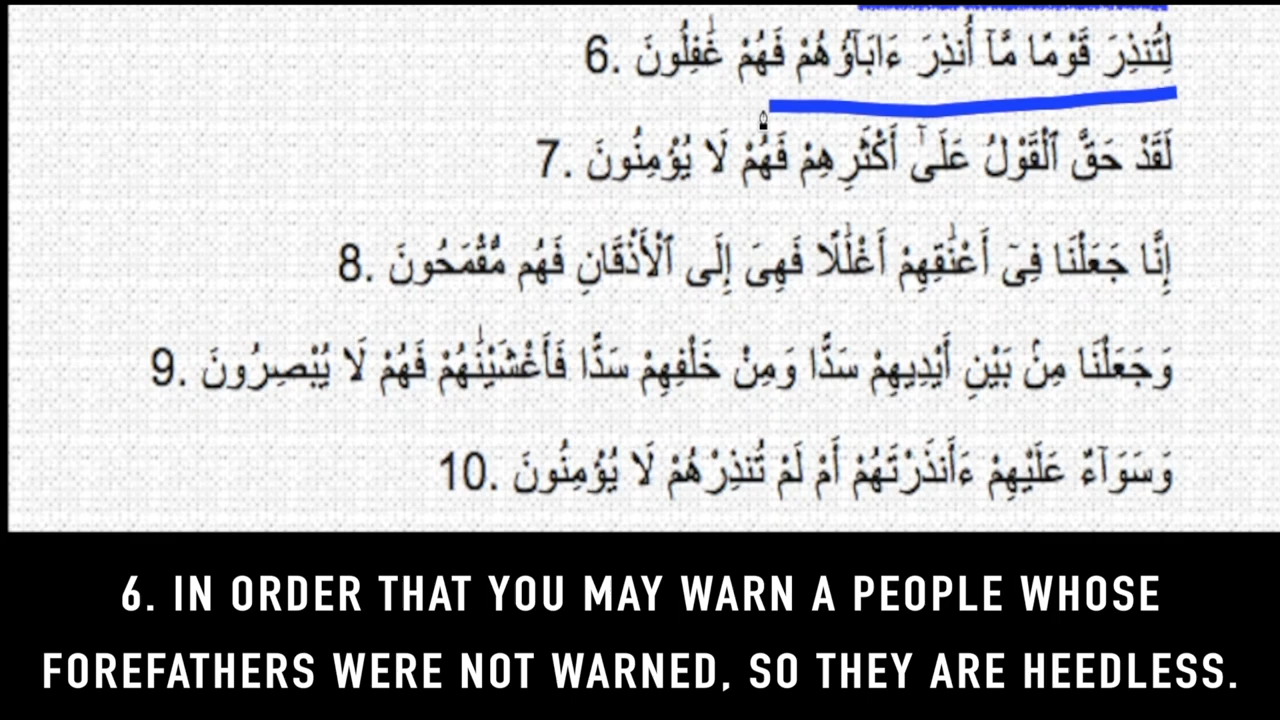 لِتُنذِرَ قَوْمًا مَّآ أُنذِرَ ءَابَآؤُهُمْ فَهُمْ غَٰفِلُونَ .6
لَقَدْ حَقَّ ٱلْقَوْلُ عَلَىٰٓ أَكْثَرِهِمْ فَهُمْ لَا يُؤْمِنُونَ .7
إِنَّا جَعَلْنَا فِىٓ أَعْنَٰقِهِمْ أَغْلَٰلًا فَهِىَ إِلَى ٱلْأَذْقَانِ فَهُم مُّقْمَحُونَ .8
وَجَعَلْنَا مِنۢ بَيْنِ أَيْدِيهِمْ سَدًّا وَمِنْ خَلْفِهِمْ سَدًّا فَأَغْشَيْنَٰهُمْ فَهُمْ لَا يُبْصِرُونَ .9
وَسَوَآءٌ عَلَيْهِمْ ءَأَنذَرْتَهُمْ أَمْ لَمْ تُنذِرْهُمْ لَا يُؤْمِنُونَ .10
6. IN ORDER THAT YOU MAY WARN A PEOPLE WHOSE
FOREFATHERS WERE NOT WARNED, SO THEY ARE HEEDLESS.